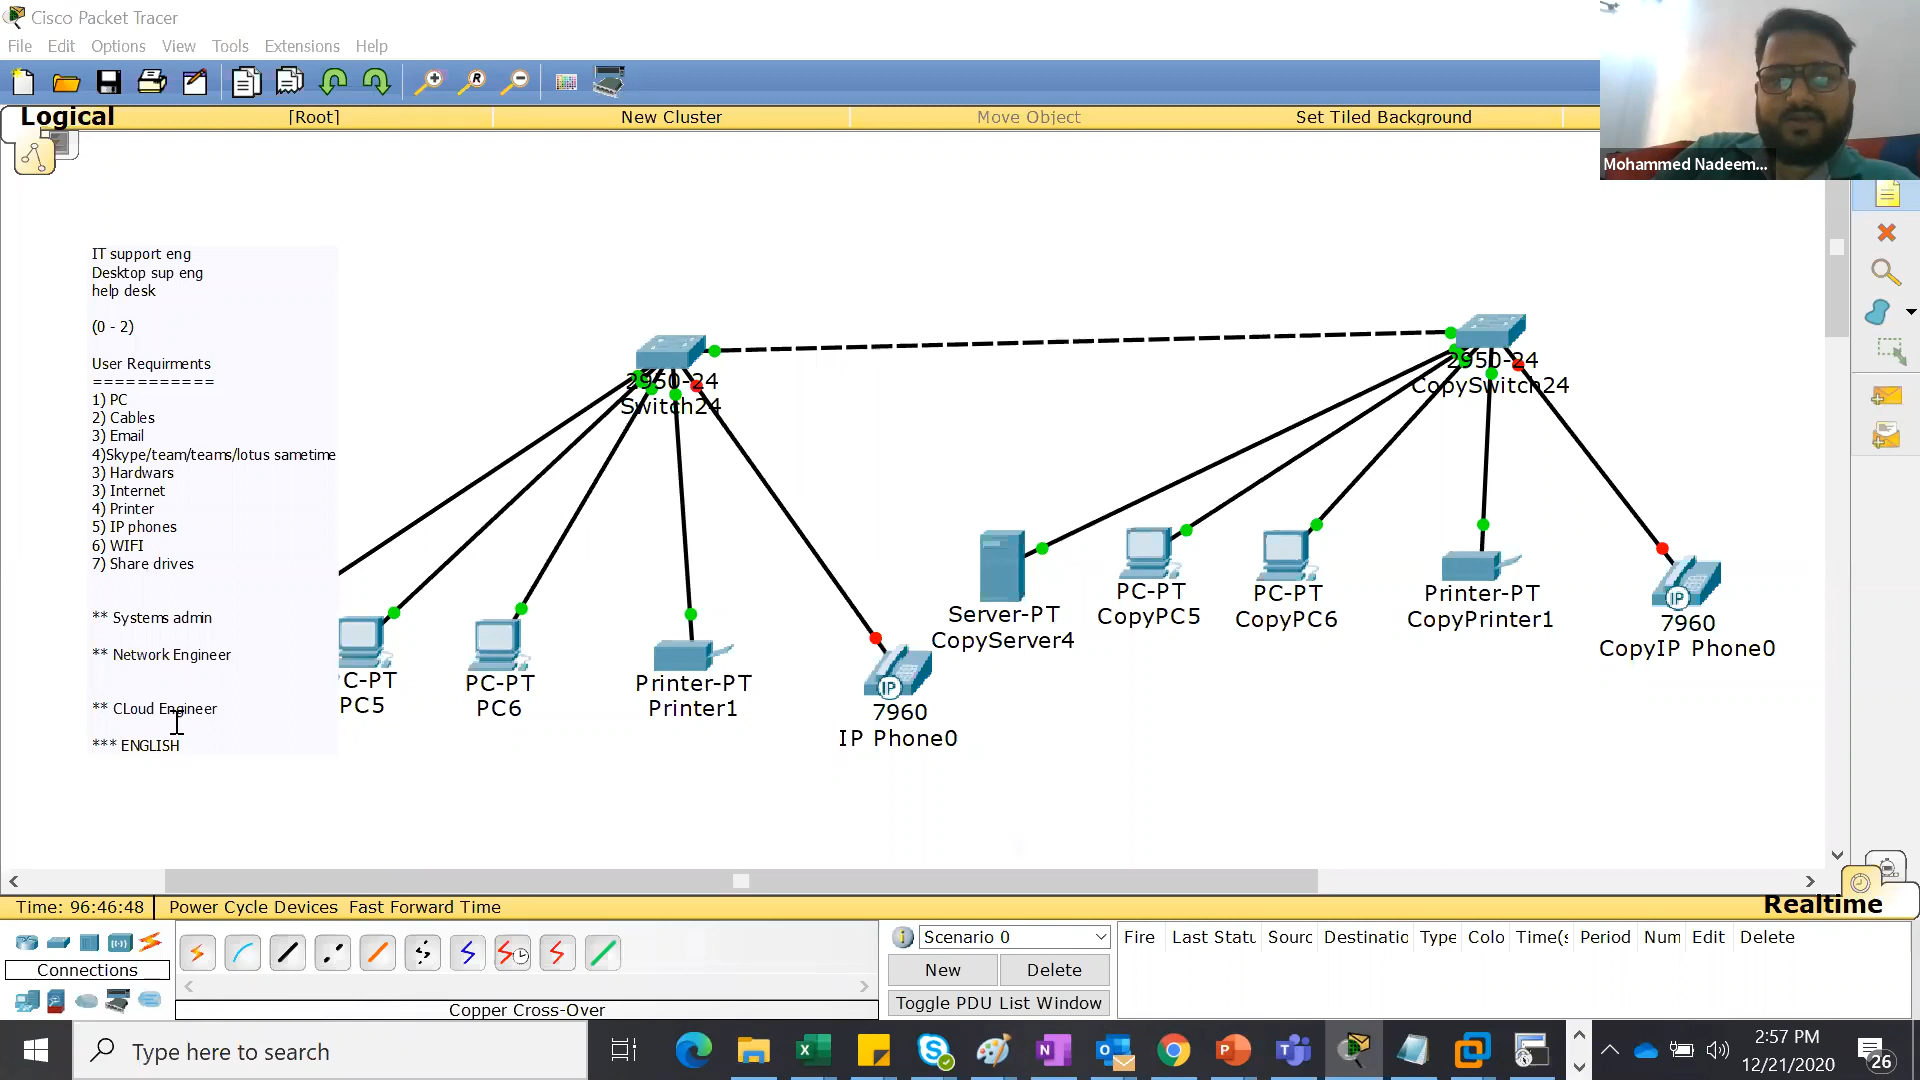 Cisco Packet Tracer
File Edit Options View Tools Extensions Help
Logical [Root] New Cluster Move Object Set Tiled Background
Mohammed Nadeem...
IT support eng
Desktop sup eng
help desk
(0 - 2)
User Requirments
===========
1) PC
2) Cables
3) Email
4)Skype/team/teams/lotus sametime
3) Hardwars
3) Internet
4) Printer
5) IP phones
6) WIFI
7) Share drives
** Systems admin
** Network Engineer
** CLoud Engineer
*** ENGLISH
2950-24
Switch24
2950-24
CopySwitch24
C-PT
PC5
PC-PT
PC6
Printer-PT
Printer1
7960
IP Phone0
Server-PT
CopyServer4
PC-PT
CopyPC5
PC-PT
CopyPC6
Printer-PT
CopyPrinter1
IP
7960
CopyIP Phone0
IP
Time: 96:46:48 Power Cycle Devices Fast Forward Time
Realtime
Connections
Copper Cross-Over
Scenario 0
New Delete
Toggle PDU List Window
Fire Last Statu Sourc Destinatio Type Colo Time(s Period Num Edit Delete
Type here to search
2:57 PM
12/21/2020
26